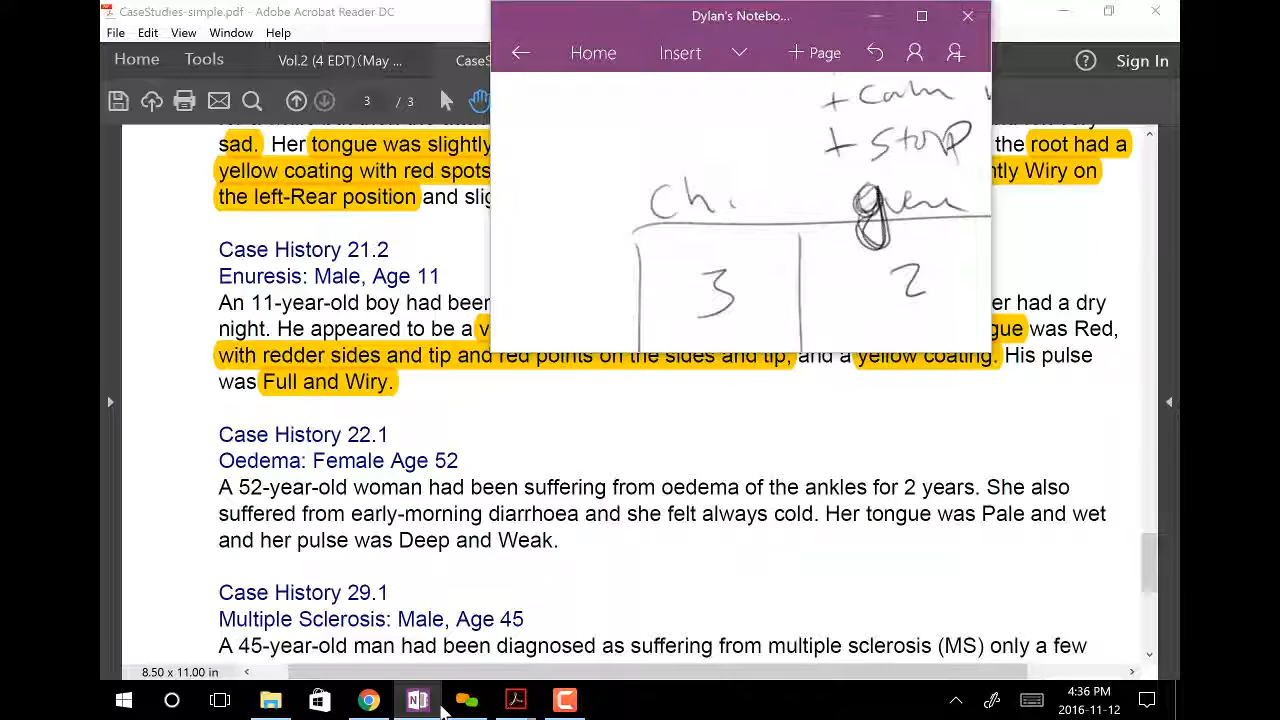 CaseStudies-simple.pdf - Adobe Acrobat Reader DC
File Edit View Window Help
Home Tools Vol.2 (4 EDT)(May ... CaseS
Sign In
3 / 3
Dylan's Notebo...
Home Insert + Page
+ Calm
+ Stop
Ch.
3 2
sad. Her tongue was slightly the root had a
yellow coating with red spots ntly Wiry on
the left-Rear position and slig
Case History 21.2
Enuresis: Male, Age 11
An 11-year-old boy had been er had a dry
night. He appeared to be a v gue was Red,
with redder sides and tip and red points on the sides and tip, and a yellow coating. His pulse
was Full and Wiry.
Case History 22.1
Oedema: Female Age 52
A 52-year-old woman had been suffering from oedema of the ankles for 2 years. She also
suffered from early-morning diarrhoea and she felt always cold. Her tongue was Pale and wet
and her pulse was Deep and Weak.
Case History 29.1
Multiple Sclerosis: Male, Age 45
A 45-year-old man had been diagnosed as suffering from multiple sclerosis (MS) only a few
8.50 x 11.00 in
4:36 PM
2016-11-12